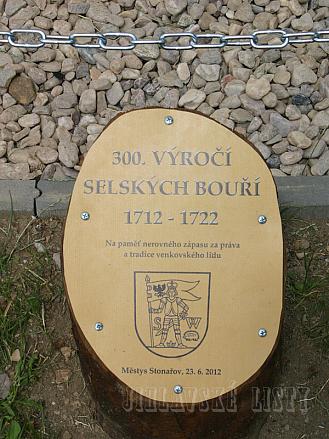 300. VÝROČÍ
SELSKÝCH BOUŘÍ
1712 - 1722
Na paměť nerovného zápasu za práva
a tradice venkovského lidu
S W
Městys Stonařov, 23. 6. 2012
JIHLAVSKÉ LISTY